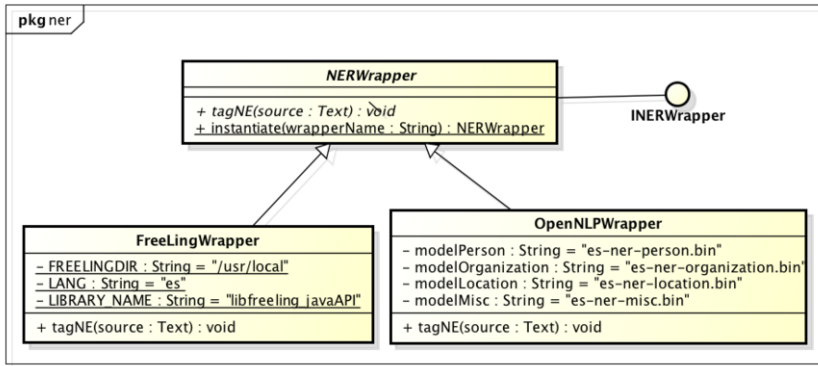 pkg ner
NERWrapper
+ tagNE(source : Text) : void
+ instantiate(wrapperName : String) : NERWrapper
INERWrapper
FreeLingWrapper
- FREELINGDIR : String = "/usr/local"
- LANG : String = "es"
- LIBRARY_NAME : String = "libfreeling_javaAPI"
+ tagNE(source : Text) : void
OpenNLPWrapper
- modelPerson : String = "es-ner-person.bin"
- modelOrganization : String = "es-ner-organization.bin"
- modelLocation : String = "es-ner-location.bin"
- modelMisc : String = "es-ner-misc.bin"
+ tagNE(source : Text) : void